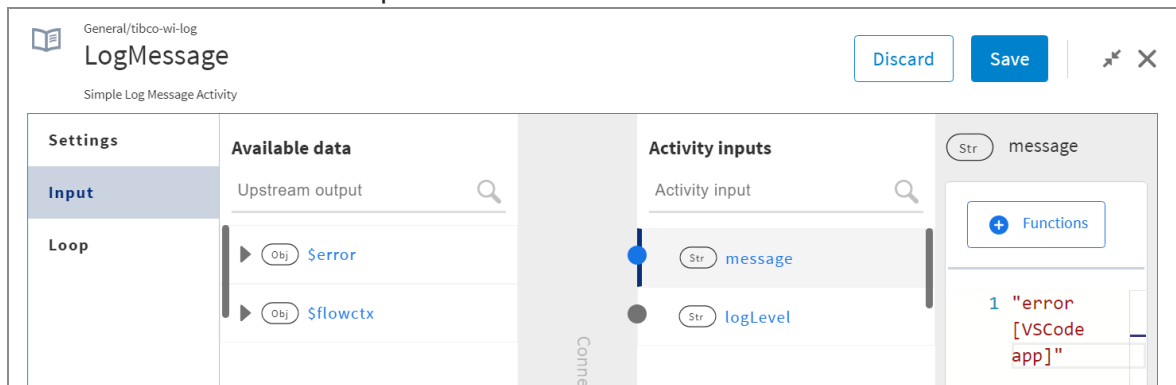 General/tibco-wi-log
LogMessage
Simple Log Message Activity
Discard
Save
Settings
Input
Loop
Available data
Upstream output
Obj $error
Obj $flowctx
Activity inputs
Activity input
Str message
Str logLevel
Str message
Functions
1 "error
[VSCode
app]"